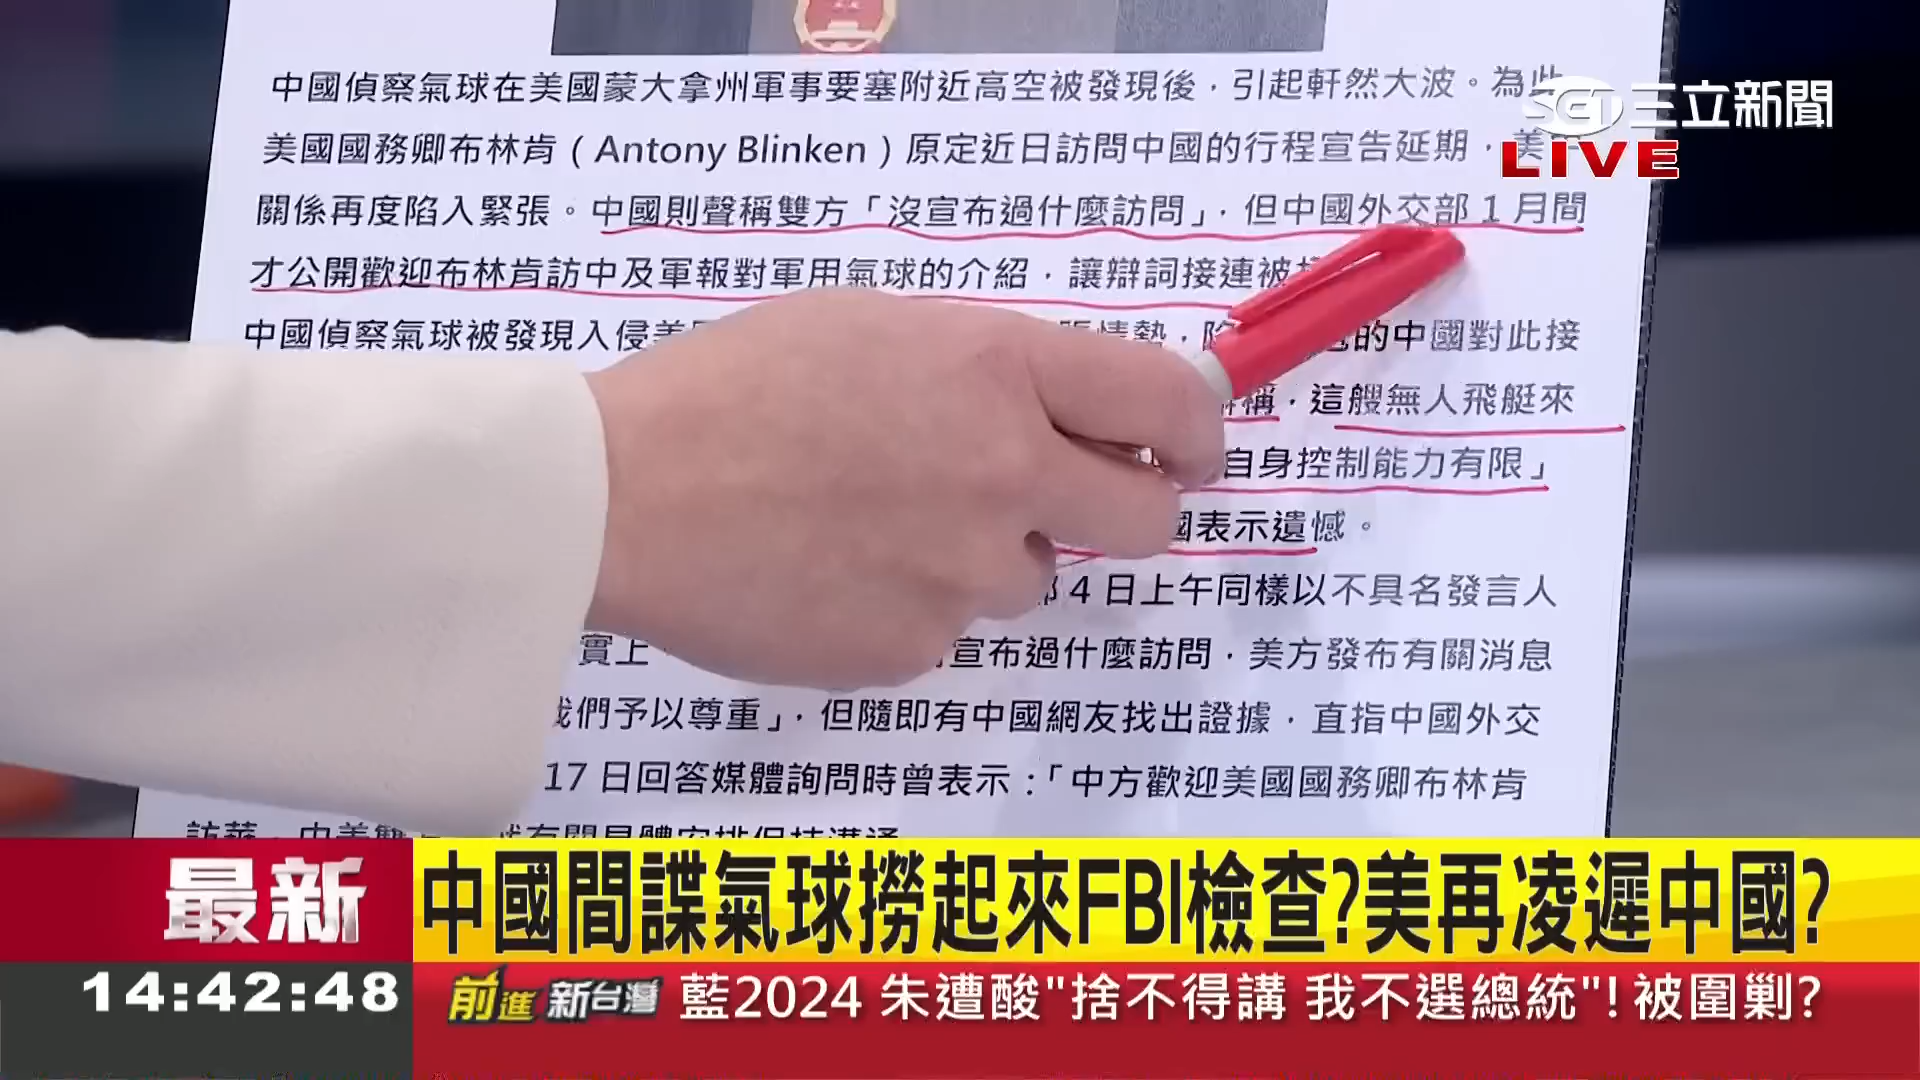 中國偵察氣球在美國蒙大拿州軍事要塞附近高空被發現後，引起軒然大波。為此
SET三立新聞
美國國務卿布林肯（Antony Blinken）原定近日訪問中國的行程宣告延期，美
LIVE
關係再度陷入緊張。中國則聲稱雙方「沒宣布過什麼訪問」，但中國外交部 1 月間
才公開歡迎布林肯訪中及軍報對軍用氣球的介紹，讓辯詞接連被
中國偵察氣球被發現入侵美 情勢，陷 的中國對此接
稱，這艘無人飛艇來
自身控制能力有限」
國表示遺憾。
4 日上午同樣以不具名發言人
實上， 宣布過什麼訪問，美方發布有關消息
我們予以尊重」，但隨即有中國網友找出證據，直指中國外交
17 日回答媒體詢問時曾表示：「中方歡迎美國國務卿布林肯
最新
中國間諜氣球撈起來FBI檢查?美再凌遲中國?
14:42:48
前進新台灣
藍2024 朱遭酸"捨不得講 我不選總統"! 被圍剿?